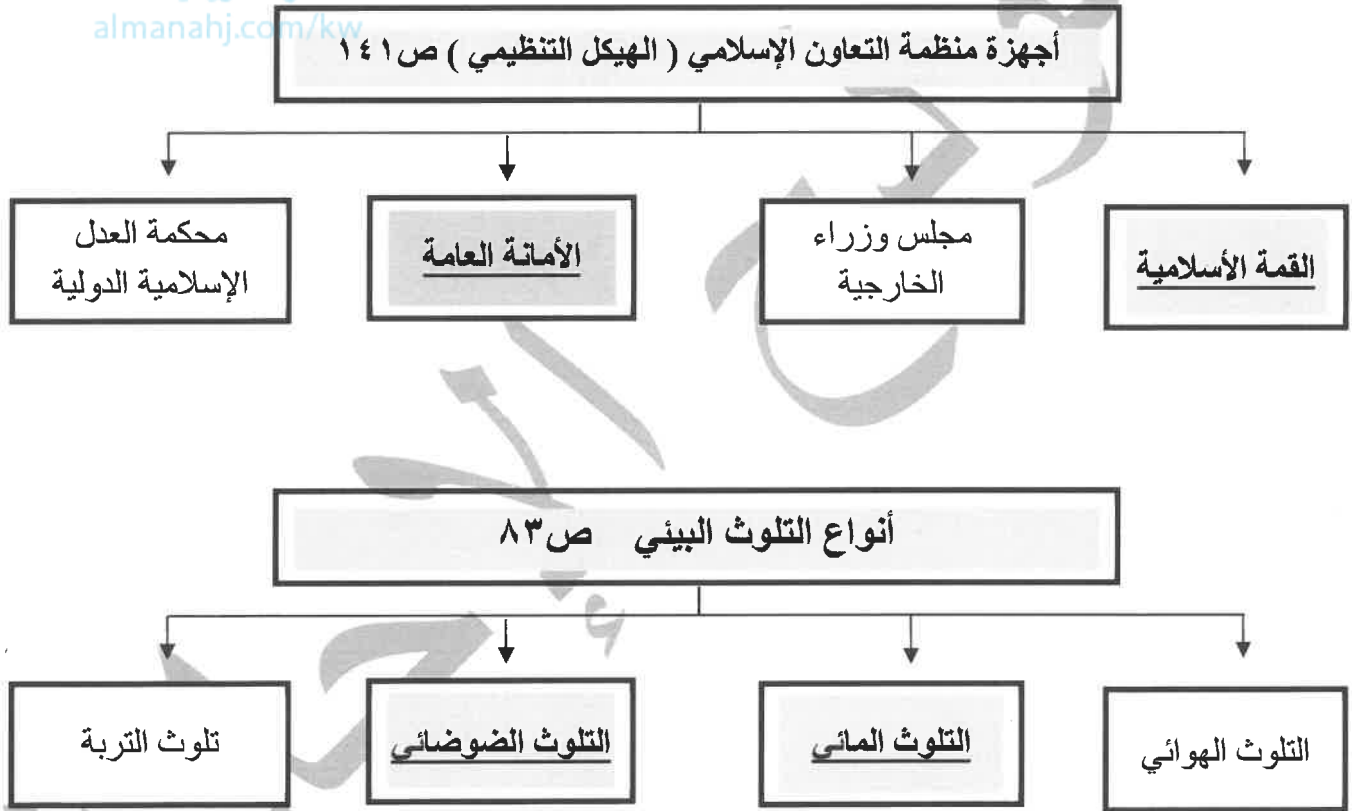 almanahj.com/kw
أجهزة منظمة التعاون الإسلامي ( الهيكل التنظيمي ) ص١٤١
القمة الأسلامية
مجلس وزراء
الخارجية
الأمانة العامة
محكمة العدل
الإسلامية الدولية
أنواع التلوث البيئي ص٨٣
التلوث الهوائي
التلوث المائي
التلوث الضوضائي
تلوث التربة